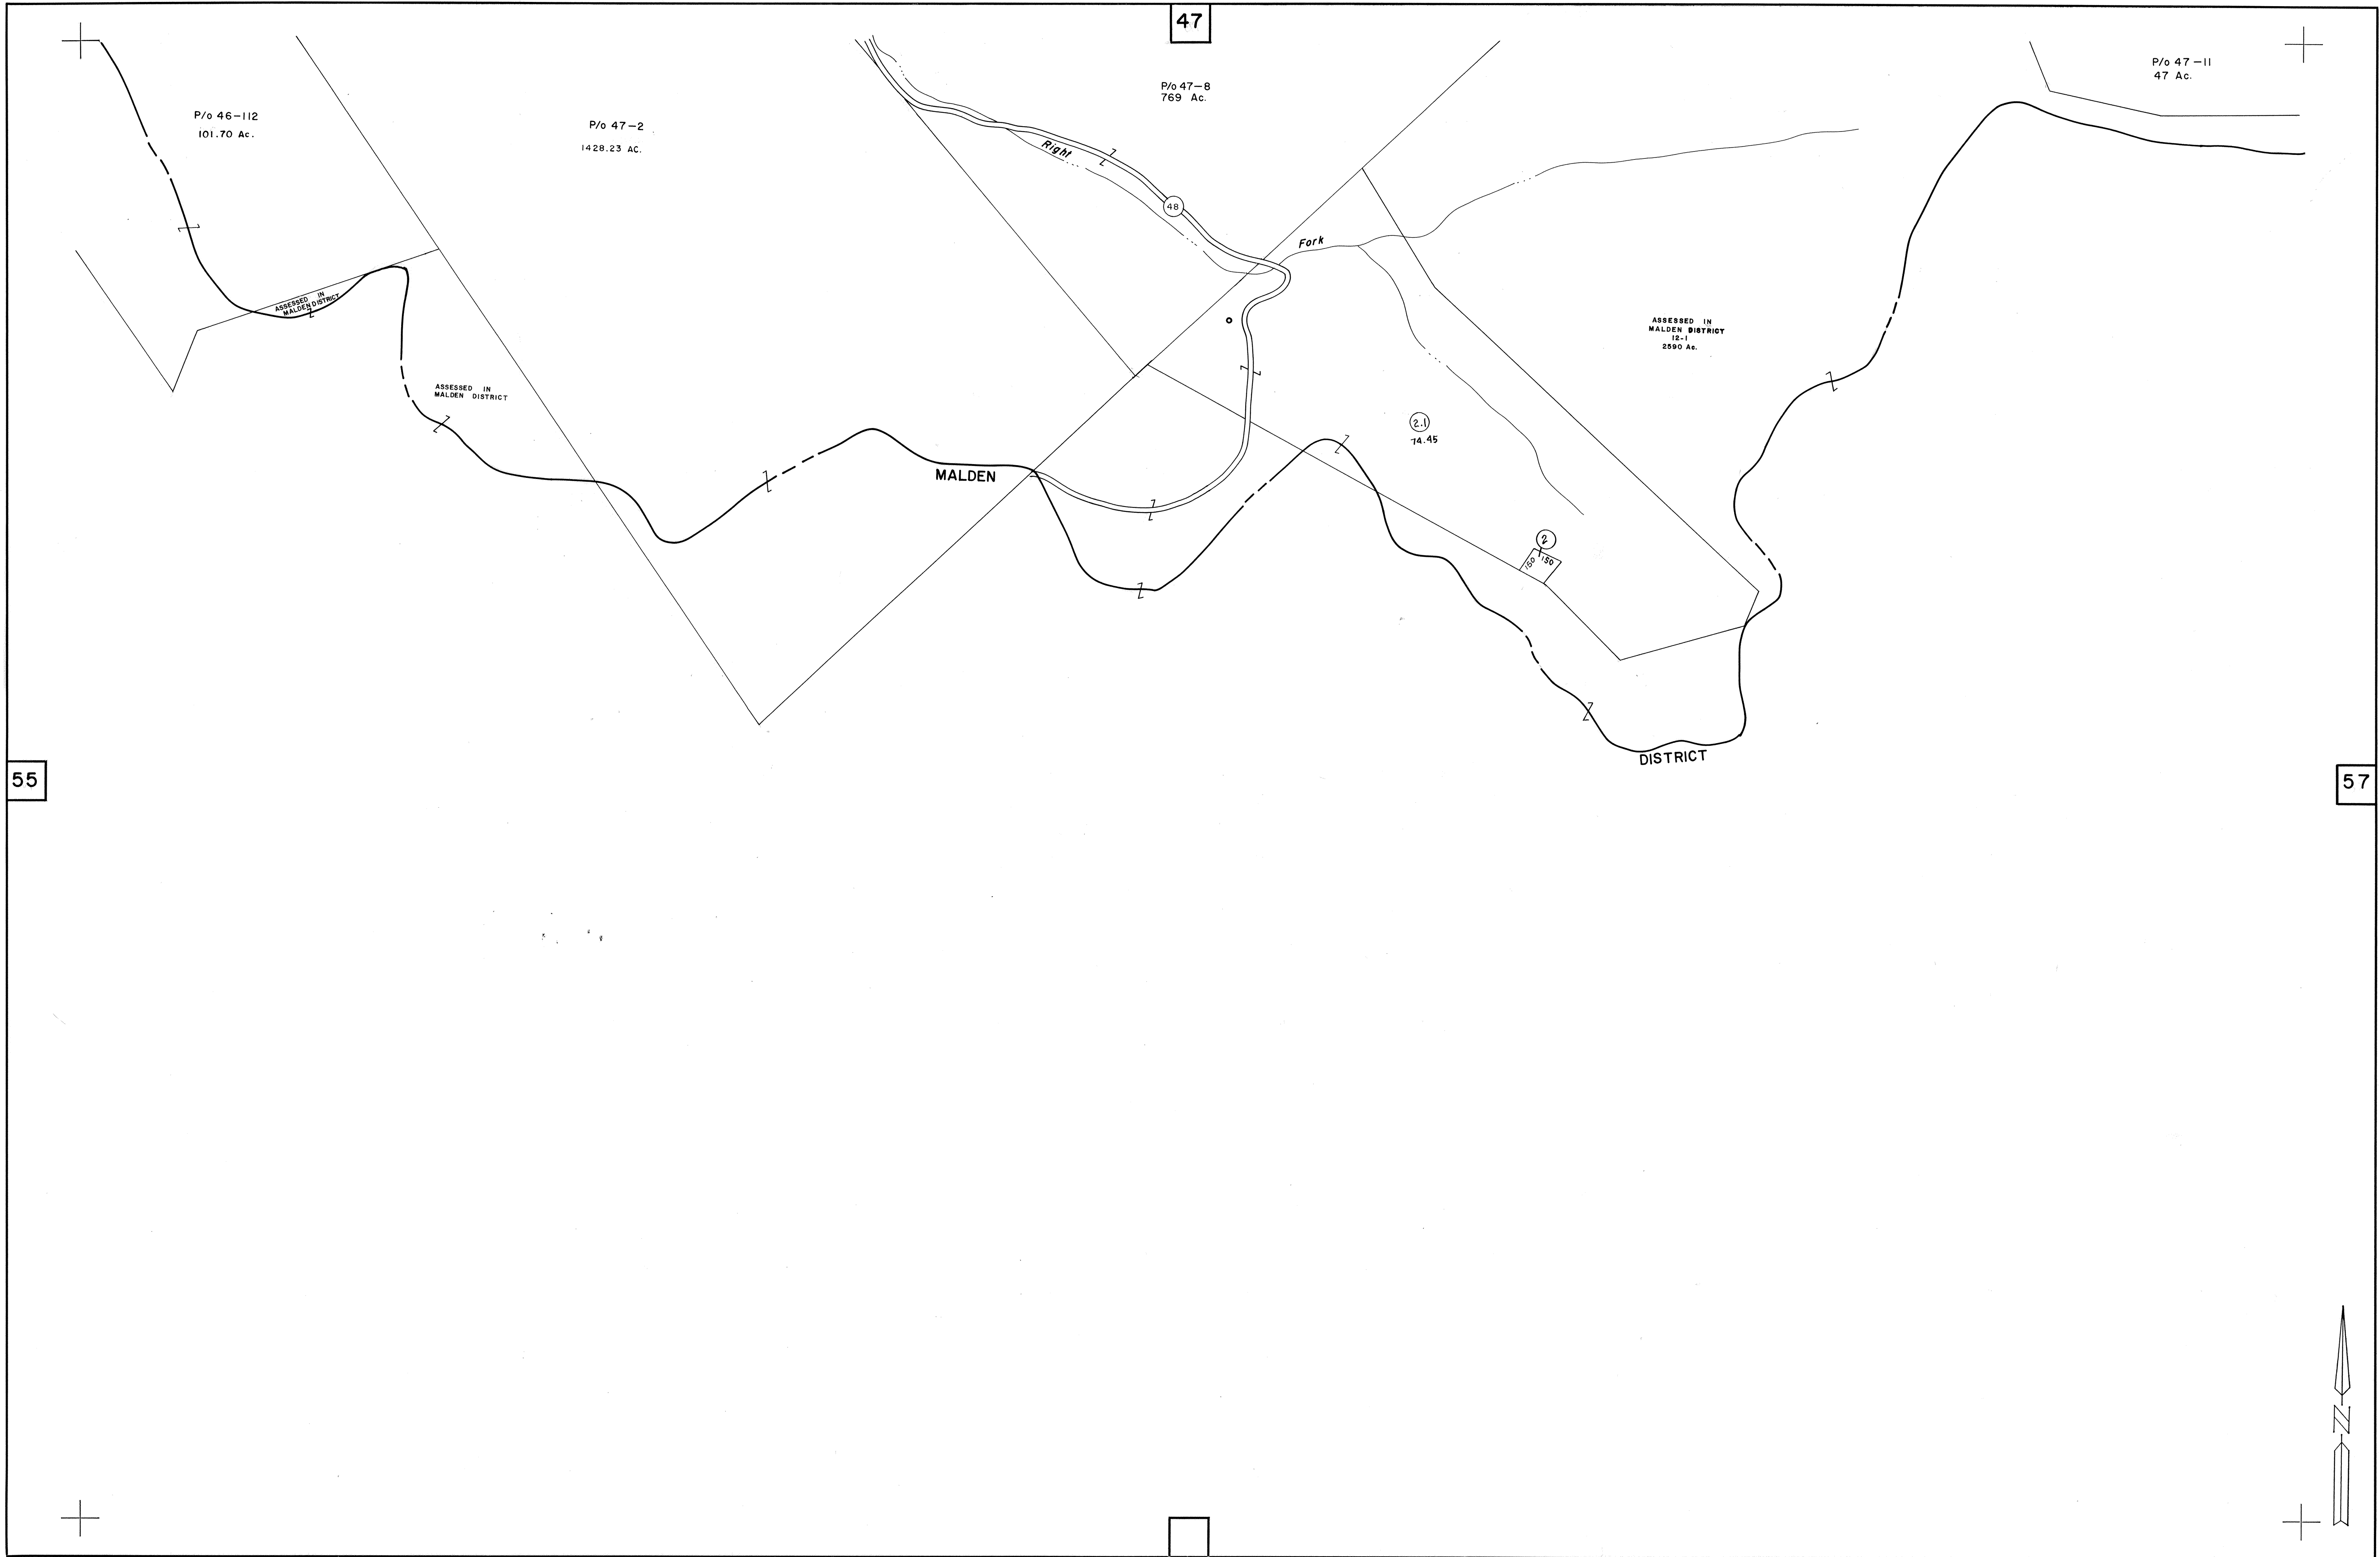 47
P/o 46-112
101.70 Ac.
P/o 47-2
1428.23 AC.
P/o 47-8
769 Ac.
P/o 47-11
47 Ac.
Right
48
Fork
ASSESSED IN
MALDEN DISTRICT
ASSESSED IN
MALDEN DISTRICT
12-1
2590 Ac.
ASSESSED IN
MALDEN DISTRICT
2.1
74.45
MALDEN
2
150
150
DISTRICT
55
57
N